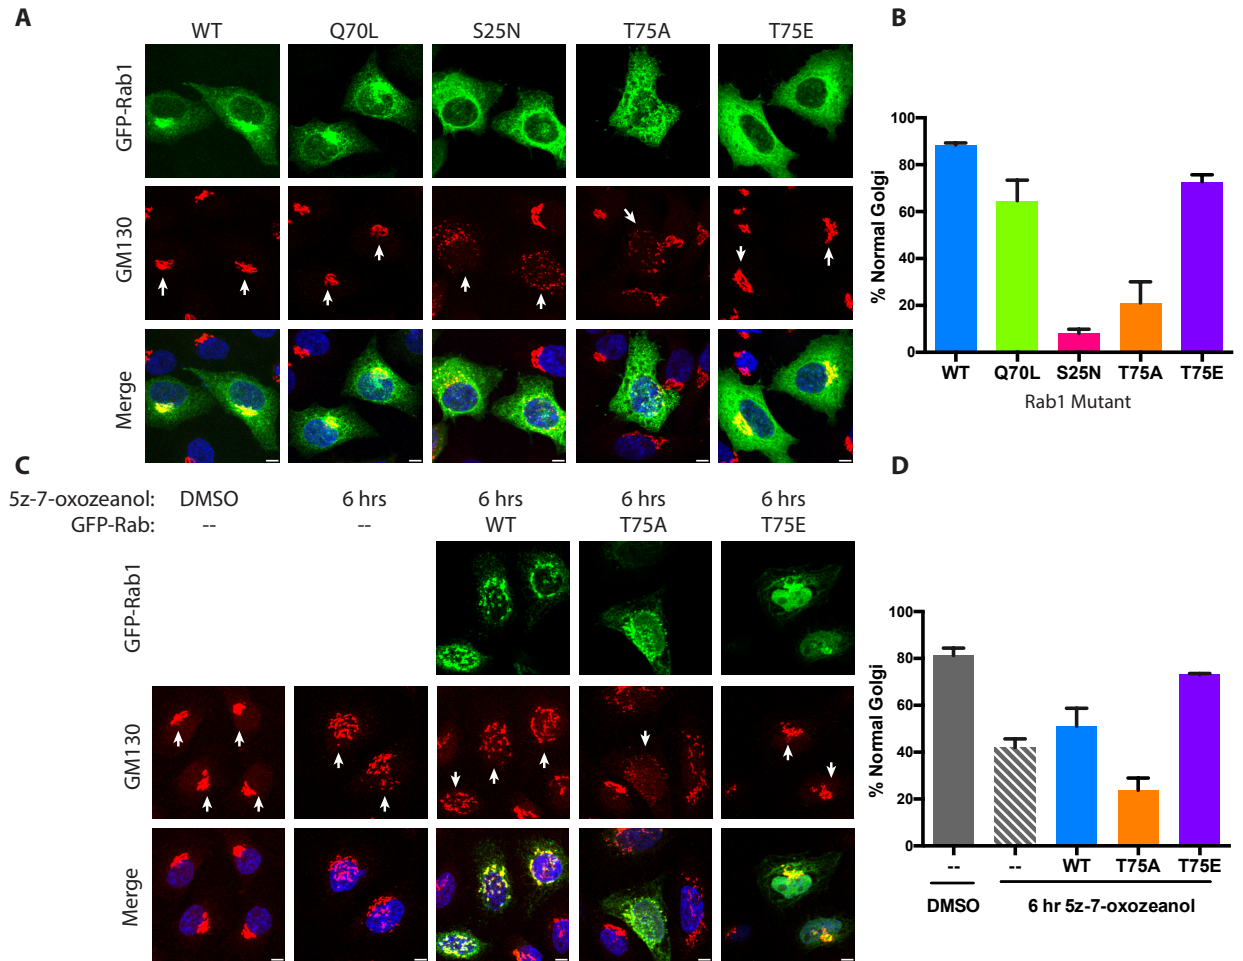 A
WT Q70L S25N T75A T75E
GFP-Rab1
GM130
Merge
B
% Normal Golgi
100
80
60
40
20
0
WT Q70L S25N T75A T75E
Rab1 Mutant
C
5z-7-oxozeanol: DMSO 6 hrs 6 hrs 6 hrs 6 hrs
GFP-Rab: -- -- WT T75A T75E
GFP-Rab1
GM130
Merge
D
% Normal Golgi
100
80
60
40
20
0
-- -- WT T75A T75E
DMSO 6 hr 5z-7-oxozeanol